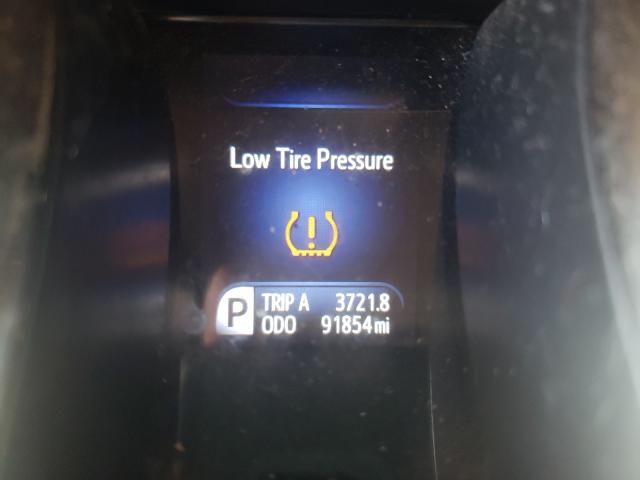 Low Tire Pressure
P TRIP A 3721.8
ODO 91854 mi